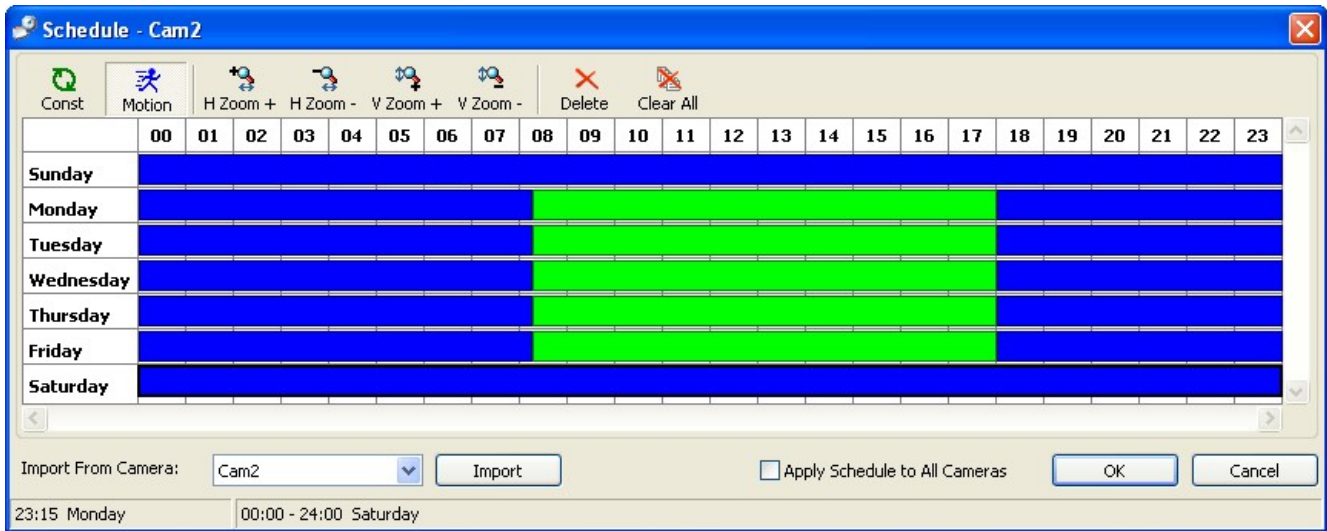 Schedule - Cam2
Const Motion H Zoom + H Zoom - V Zoom + V Zoom - Delete Clear All
00 01 02 03 04 05 06 07 08 09 10 11 12 13 14 15 16 17 18 19 20 21 22 23
Sunday
Monday
Tuesday
Wednesday
Thursday
Friday
Saturday
Import From Camera: Cam2 Import Apply Schedule to All Cameras OK Cancel
23:15 Monday 00:00 - 24:00 Saturday